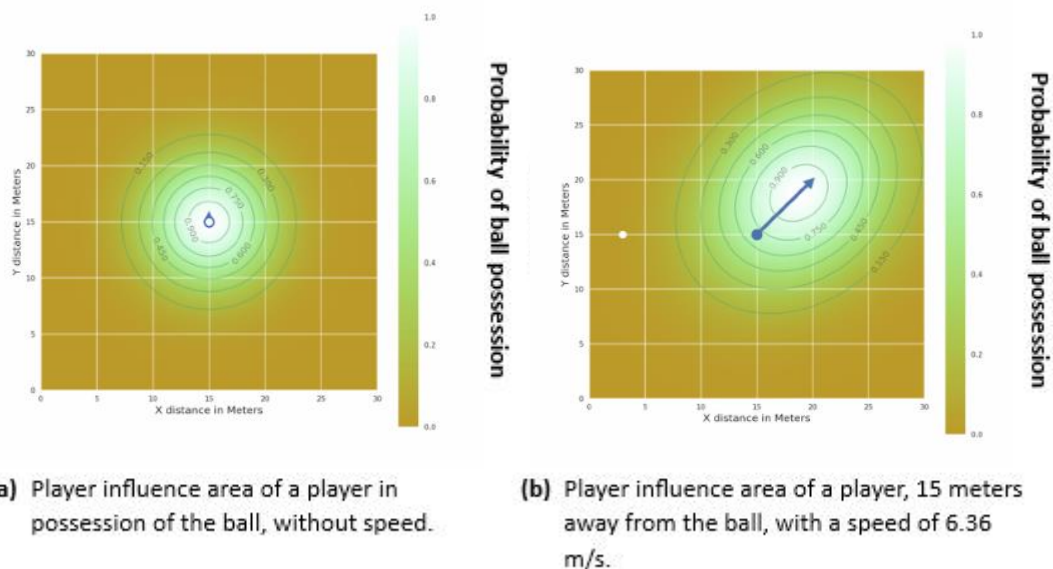 1.0
30
25
20
15
10
5
0
0 5 10 15 20 25 30
X distance in Meters
Y distance in Meters
0.150
0.300
0.750
0.900
0.450
0.600
0.8
0.6
0.4
0.2
0.0
Probability of ball possession
1.0
30
25
20
15
10
5
0
0 5 10 15 20 25 30
X distance in Meters
Y distance in Meters
0.300
0.600
0.900
0.750
0.450
0.150
0.8
0.6
0.4
0.2
0.0
Probability of ball possession
a) Player influence area of a player in
possession of the ball, without speed.
(b) Player influence area of a player, 15 meters
away from the ball, with a speed of 6.36
m/s.